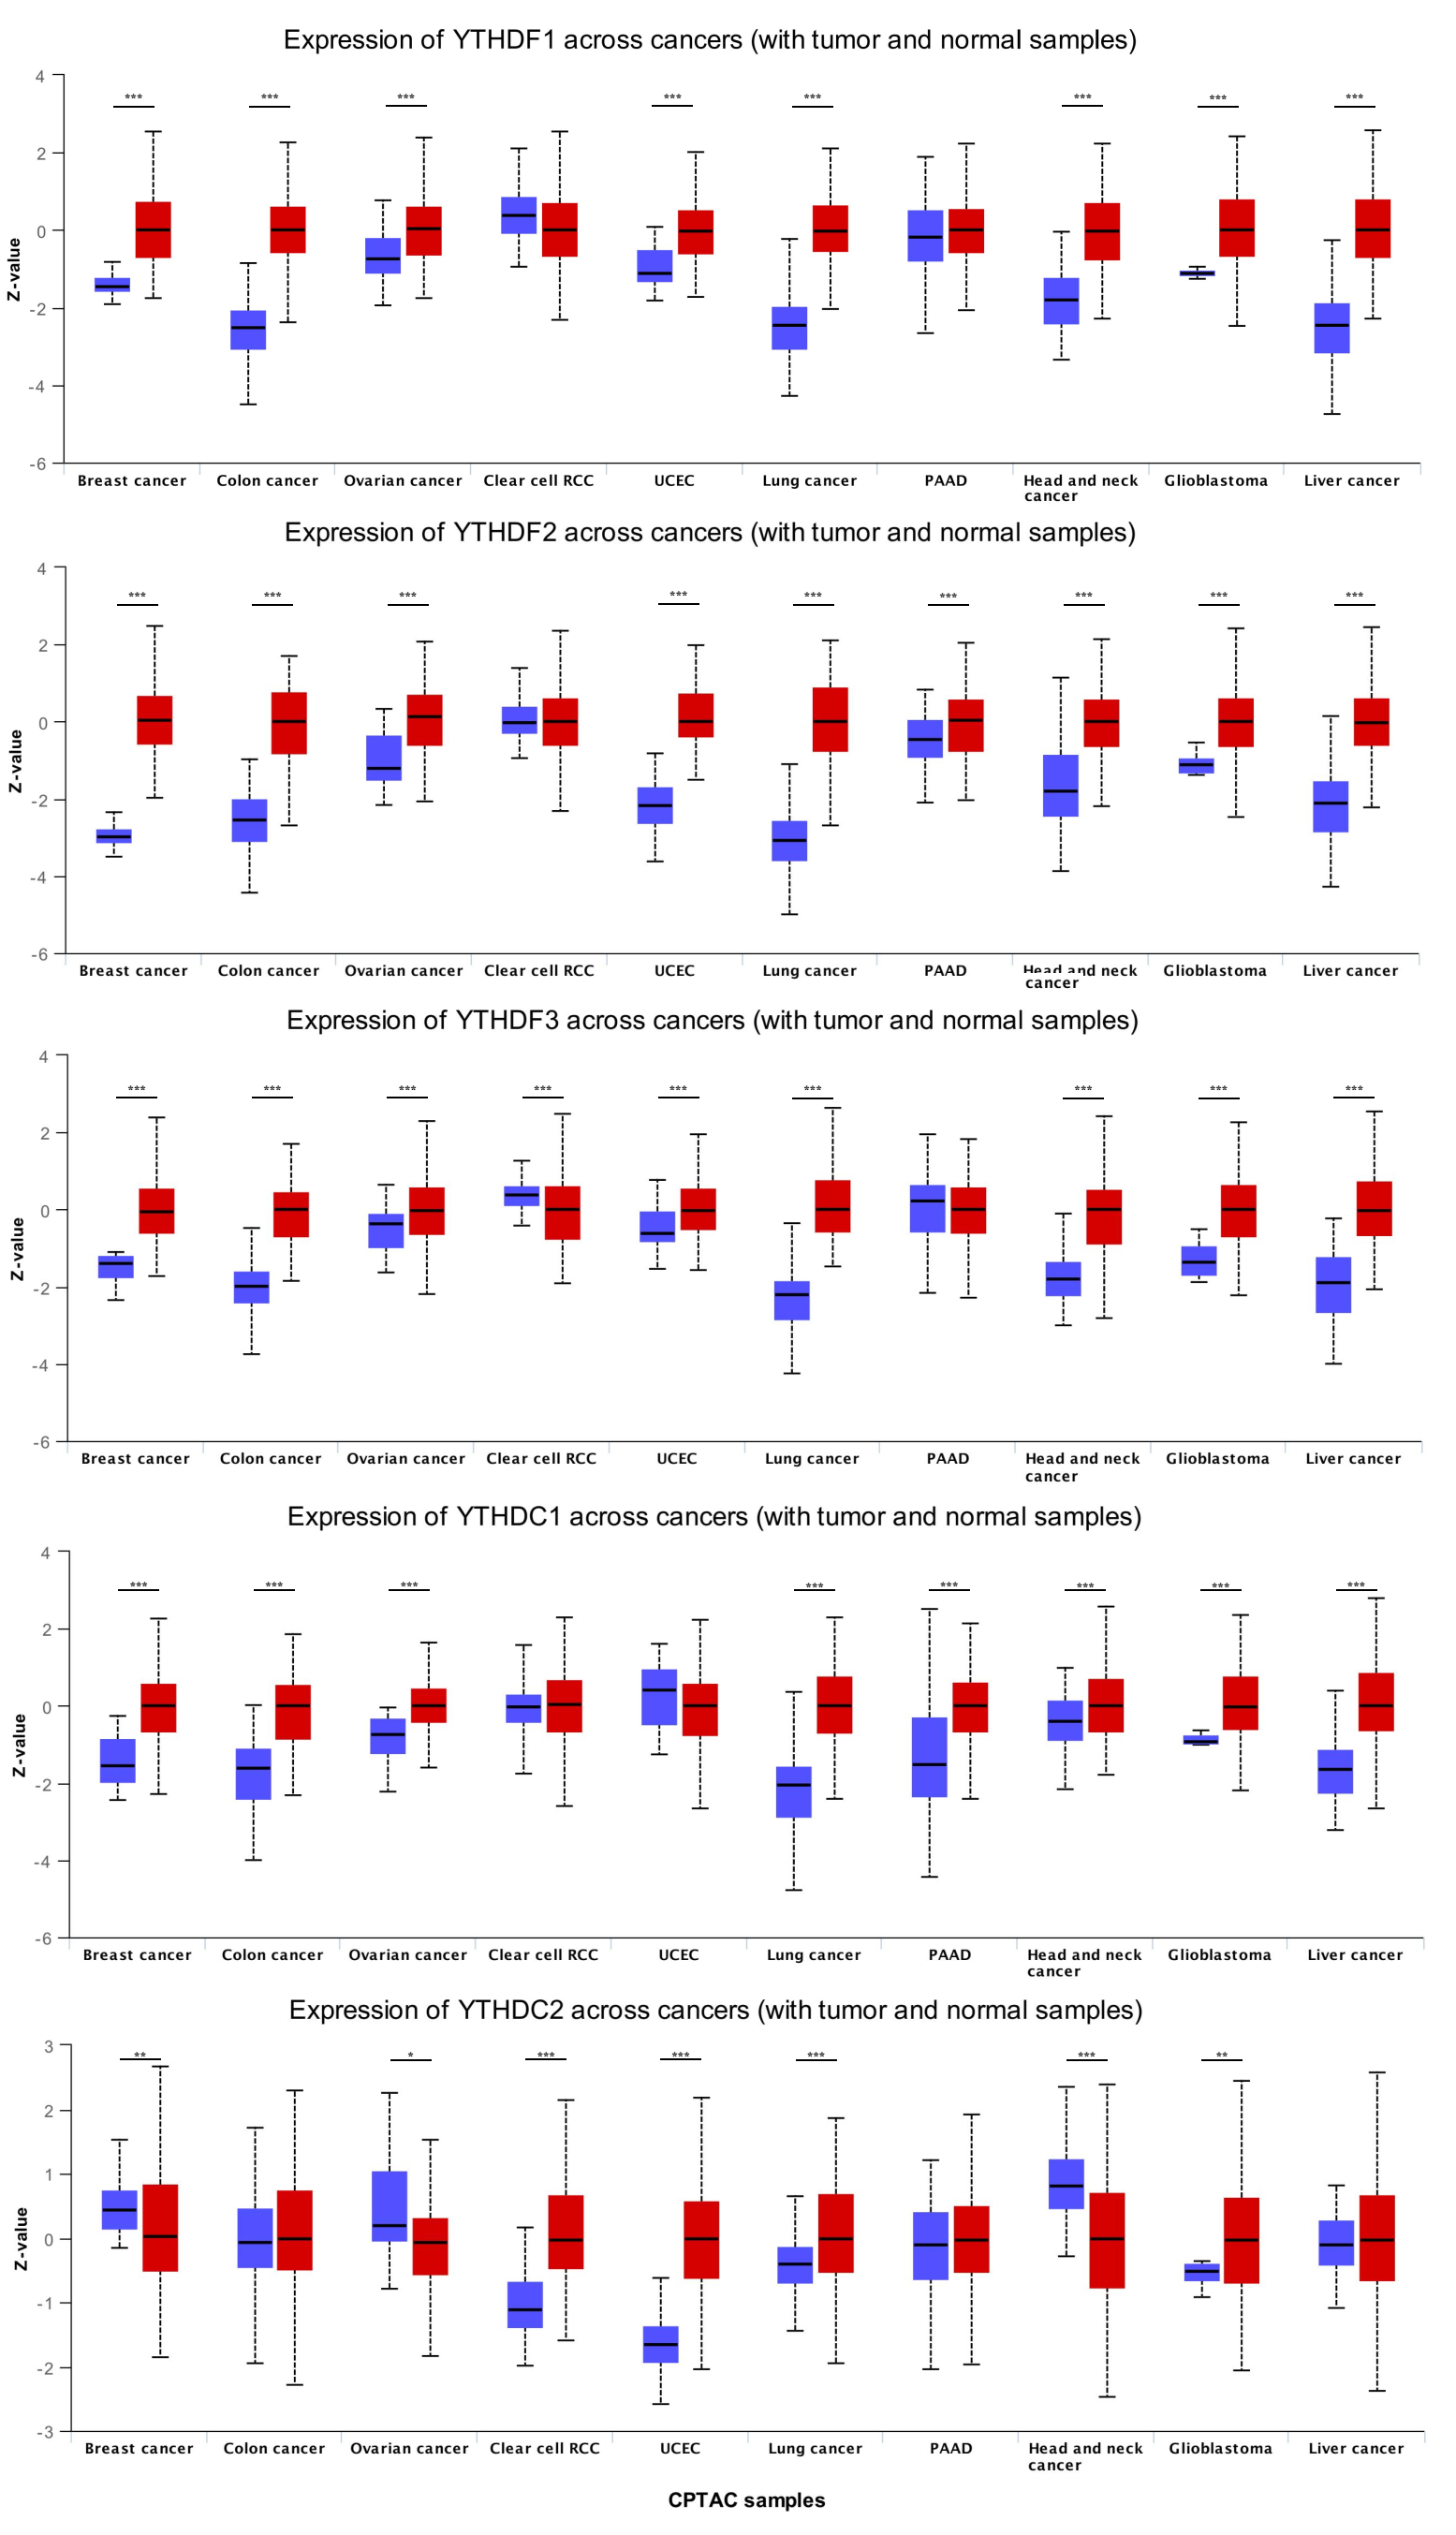 Expression of YTHDF1 across cancers (with tumor and normal samples)
4
2
0
-2
-4
-6
Z-value
*** *** *** *** *** *** *** ***
Breast cancer Colon cancer Ovarian cancer Clear cell RCC UCEC Lung cancer PAAD Head and neck Glioblastoma Liver cancer
cancer
Expression of YTHDF2 across cancers (with tumor and normal samples)
4
2
0
-2
-4
-6
Z-value
*** *** *** *** *** *** *** *** ***
Breast cancer Colon cancer Ovarian cancer Clear cell RCC UCEC Lung cancer PAAD Head and neck Glioblastoma Liver cancer
cancer
Expression of YTHDF3 across cancers (with tumor and normal samples)
4
2
0
-2
-4
-6
Z-value
*** *** *** *** *** *** *** *** ***
Breast cancer Colon cancer Ovarian cancer Clear cell RCC UCEC Lung cancer PAAD Head and neck Glioblastoma Liver cancer
cancer
Expression of YTHDC1 across cancers (with tumor and normal samples)
4
2
0
-2
-4
-6
Z-value
*** *** *** *** *** *** *** ***
Breast cancer Colon cancer Ovarian cancer Clear cell RCC UCEC Lung cancer PAAD Head and neck Glioblastoma Liver cancer
cancer
Expression of YTHDC2 across cancers (with tumor and normal samples)
3
2
1
0
-1
-2
-3
Z-value
** * *** *** *** *** **
Breast cancer Colon cancer Ovarian cancer Clear cell RCC UCEC Lung cancer PAAD Head and neck Glioblastoma Liver cancer
cancer
CPTAC samples